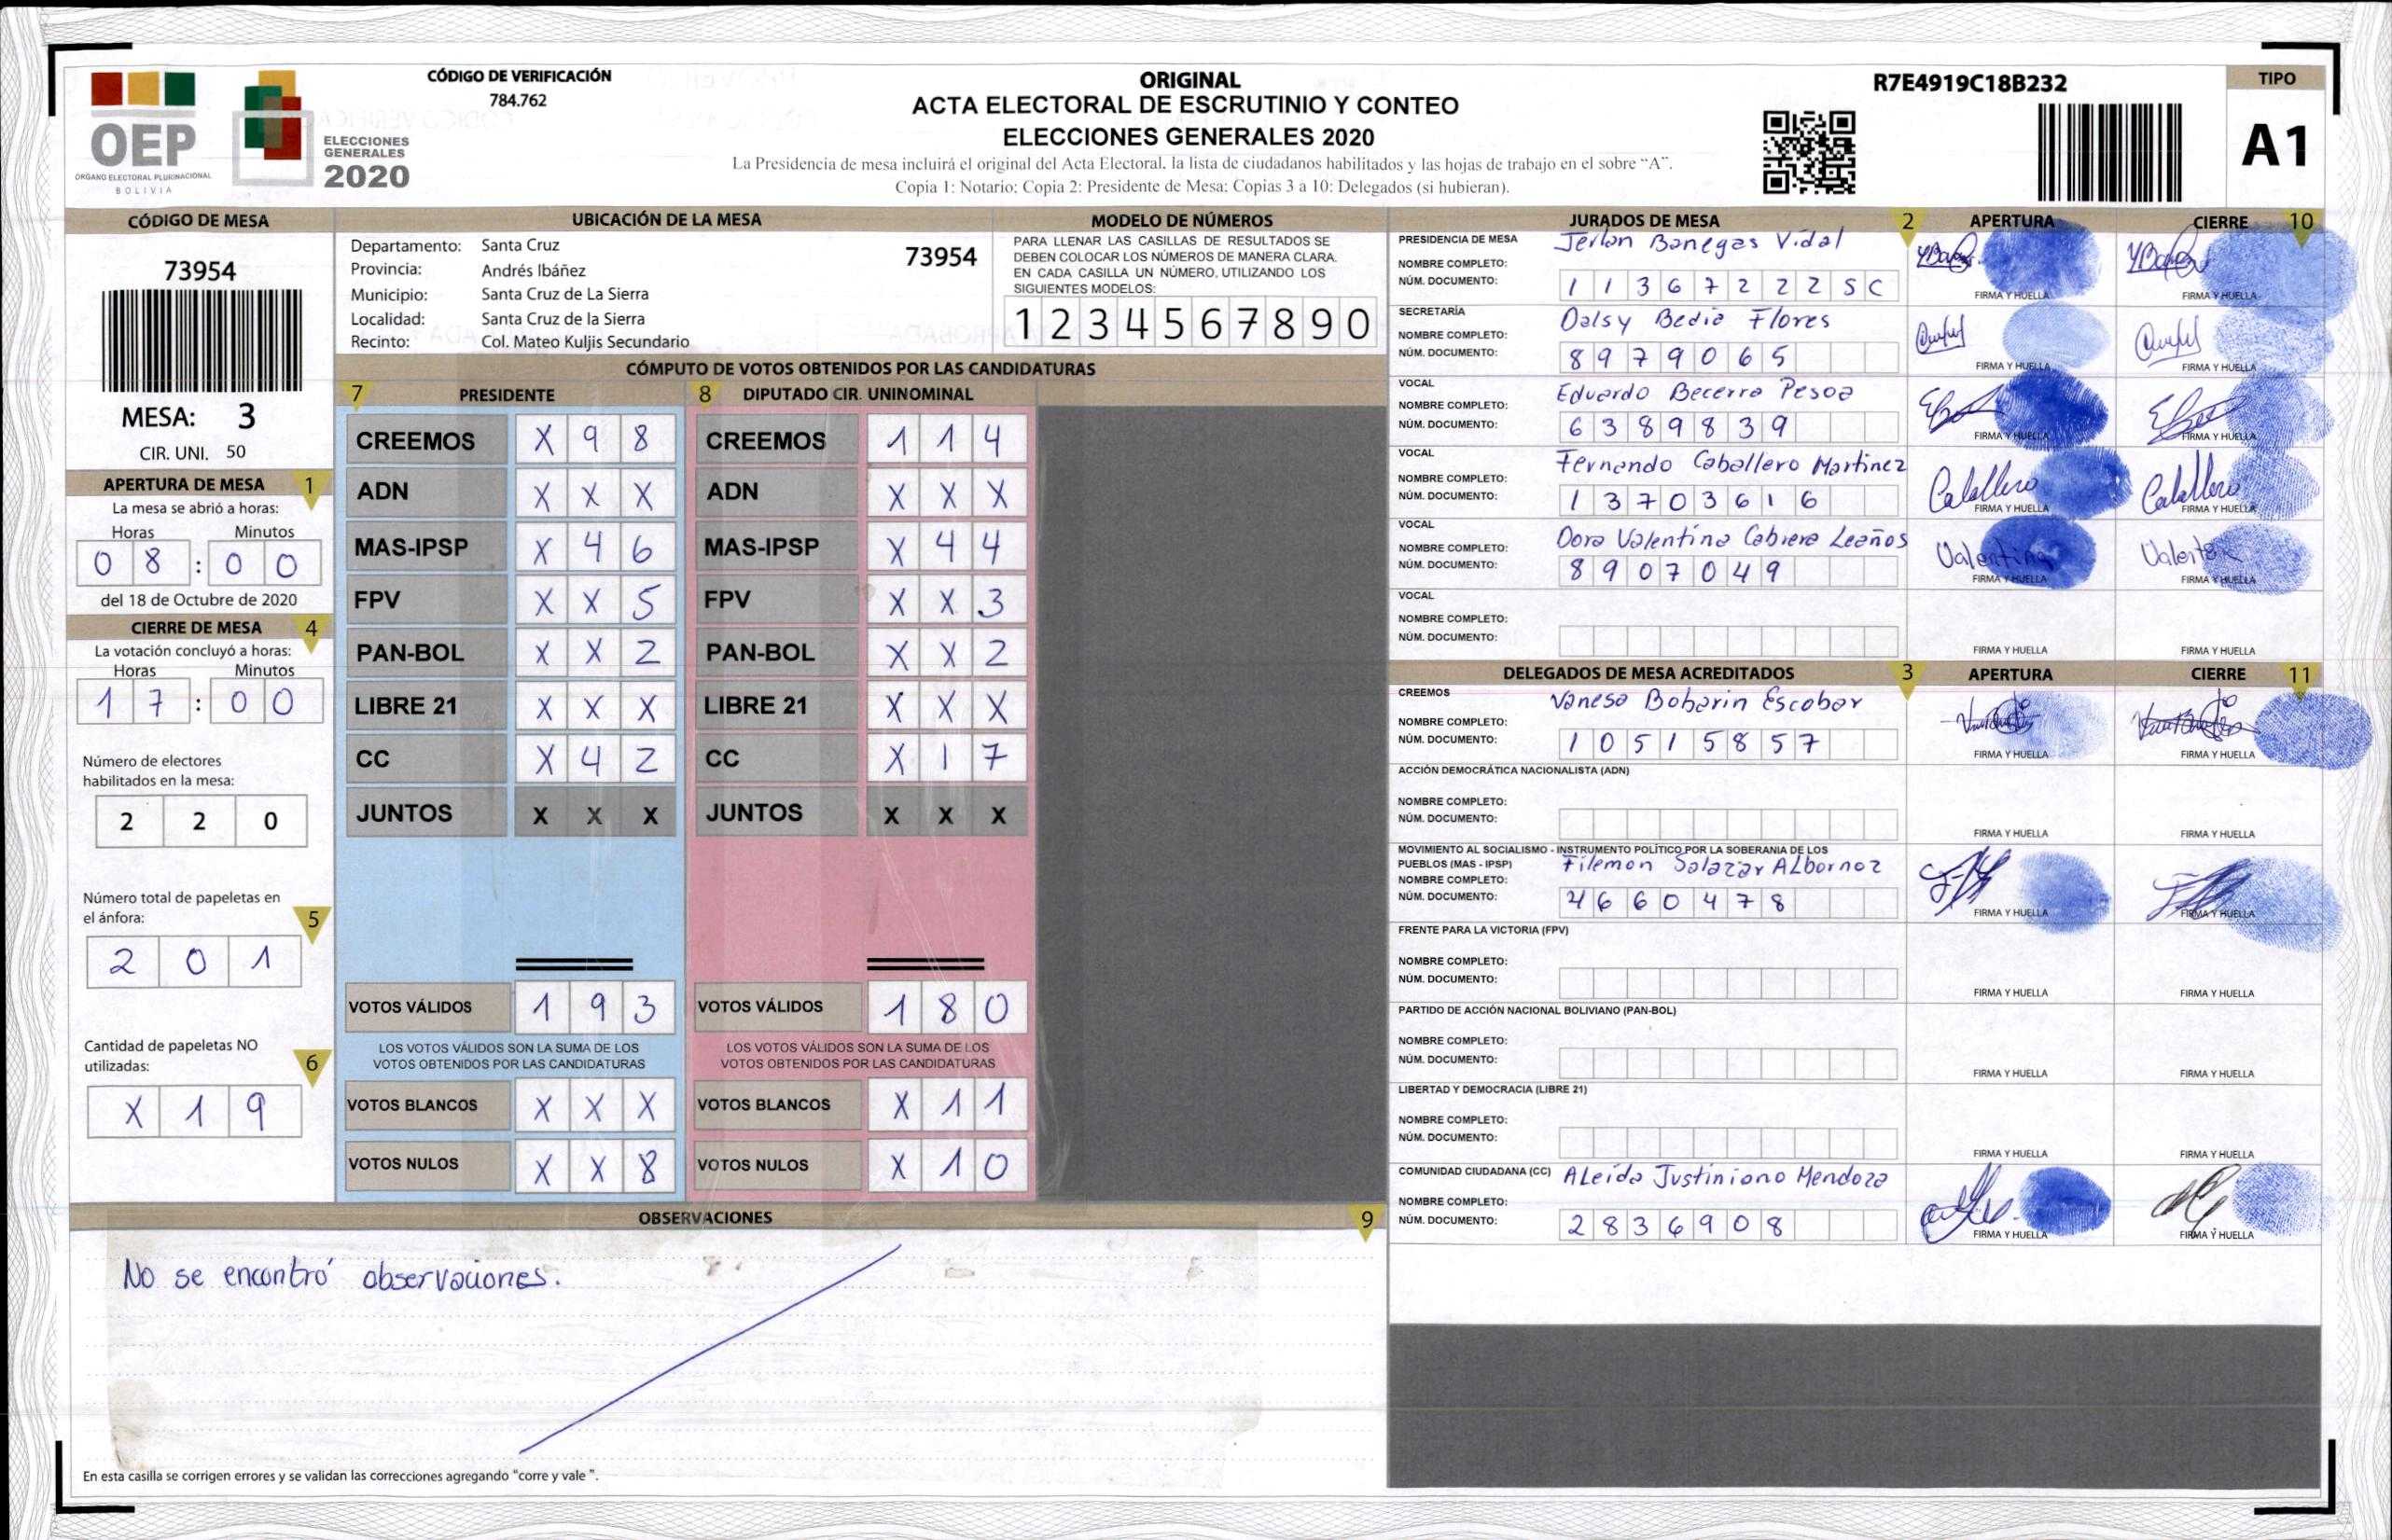 OEP
ÓRGANO ELECTORAL PLURINACIONAL
BOLIVIA
ELECCIONES
GENERALES
2020
CÓDIGO DE VERIFICACIÓN
784.762
ORIGINAL
ACTA ELECTORAL DE ESCRUTINIO Y CONTEO
ELECCIONES GENERALES 2020
La Presidencia de mesa incluirá el original del Acta Electoral, la lista de ciudadanos habilitados y las hojas de trabajo en el sobre "A".
Copia 1: Notario; Copia 2: Presidente de Mesa; Copias 3 a 10: Delegados (si hubieran).
R7E4919C18B232
TIPO
A1
CÓDIGO DE MESA
73954
MESA: 3
CIR. UNI. 50
APERTURA DE MESA 1
La mesa se abrió a horas:
Horas Minutos
0 8 : 0 0
del 18 de Octubre de 2020
CIERRE DE MESA 4
La votación concluyó a horas:
Horas Minutos
1 7 : 0 0
Número de electores
habilitados en la mesa:
2 2 0
Número total de papeletas en
el ánfora: 5
2 0 1
Cantidad de papeletas NO
utilizadas: 6
X 1 9
UBICACIÓN DE LA MESA
Departamento: Santa Cruz 73954
Provincia: Andrés Ibáñez
Municipio: Santa Cruz de La Sierra
Localidad: Santa Cruz de la Sierra
Recinto: Col. Mateo Kuljis Secundario
MODELO DE NÚMEROS
PARA LLENAR LAS CASILLAS DE RESULTADOS SE
DEBEN COLOCAR LOS NÚMEROS DE MANERA CLARA.
EN CADA CASILLA UN NÚMERO, UTILIZANDO LOS
SIGUIENTES MODELOS:
1 2 3 4 5 6 7 8 9 0
CÓMPUTO DE VOTOS OBTENIDOS POR LAS CANDIDATURAS
7 PRESIDENTE
CREEMOS X 9 8
ADN X X X
MAS-IPSP X 4 6
FPV X X 5
PAN-BOL X X 2
LIBRE 21 X X X
CC X 4 2
JUNTOS X X X
VOTOS VÁLIDOS 1 9 3
LOS VOTOS VÁLIDOS SON LA SUMA DE LOS
VOTOS OBTENIDOS POR LAS CANDIDATURAS
VOTOS BLANCOS X X X
VOTOS NULOS X X 8
8 DIPUTADO CIR. UNINOMINAL
CREEMOS 1 1 4
ADN X X X
MAS-IPSP X 4 4
FPV X X 3
PAN-BOL X X 2
LIBRE 21 X X X
CC X 1 7
JUNTOS X X X
VOTOS VÁLIDOS 1 8 0
LOS VOTOS VÁLIDOS SON LA SUMA DE LOS
VOTOS OBTENIDOS POR LAS CANDIDATURAS
VOTOS BLANCOS X 1 1
VOTOS NULOS X 1 0
OBSERVACIONES 9
No se encontró observaciones.
En esta casilla se corrigen errores y se validan las correcciones agregando "corre y vale ".
JURADOS DE MESA 2 APERTURA CIERRE 10
PRESIDENCIA DE MESA Jerlan Banegas Vidal
NOMBRE COMPLETO:
NÚM. DOCUMENTO: 1 1 3 6 7 2 2 2 S C
FIRMA Y HUELLA FIRMA Y HUELLA
SECRETARÍA Dalsy Bedia Flores
NOMBRE COMPLETO:
NÚM. DOCUMENTO: 8 9 7 9 0 6 5
FIRMA Y HUELLA FIRMA Y HUELLA
VOCAL Eduardo Becerra Pesoa
NOMBRE COMPLETO:
NÚM. DOCUMENTO: 6 3 8 9 8 3 9
FIRMA Y HUELLA FIRMA Y HUELLA
VOCAL Fernando Caballero Martinez
NOMBRE COMPLETO:
NÚM. DOCUMENTO: 1 3 7 0 3 6 1 6
Caballero FIRMA Y HUELLA Caballero FIRMA Y HUELLA
VOCAL Dora Valentina Cabrera Leaños
NOMBRE COMPLETO:
NÚM. DOCUMENTO: 8 9 0 7 0 4 9
Valentina FIRMA Y HUELLA FIRMA Y HUELLA
VOCAL
NOMBRE COMPLETO:
NÚM. DOCUMENTO:
FIRMA Y HUELLA FIRMA Y HUELLA
DELEGADOS DE MESA ACREDITADOS 3 APERTURA CIERRE 11
CREEMOS Vanesa Boharin Escobar
NOMBRE COMPLETO:
NÚM. DOCUMENTO: 1 0 5 1 5 8 5 7
FIRMA Y HUELLA FIRMA Y HUELLA
ACCIÓN DEMOCRÁTICA NACIONALISTA (ADN)
NOMBRE COMPLETO:
NÚM. DOCUMENTO:
FIRMA Y HUELLA FIRMA Y HUELLA
MOVIMIENTO AL SOCIALISMO - INSTRUMENTO POLÍTICO POR LA SOBERANIA DE LOS
PUEBLOS (MAS - IPSP) Filemon Salazar ALbornoz
NOMBRE COMPLETO:
NÚM. DOCUMENTO: 4 6 6 0 4 7 8
FIRMA Y HUELLA FIRMA Y HUELLA
FRENTE PARA LA VICTORIA (FPV)
NOMBRE COMPLETO:
NÚM. DOCUMENTO:
FIRMA Y HUELLA FIRMA Y HUELLA
PARTIDO DE ACCIÓN NACIONAL BOLIVIANO (PAN-BOL)
NOMBRE COMPLETO:
NÚM. DOCUMENTO:
FIRMA Y HUELLA FIRMA Y HUELLA
LIBERTAD Y DEMOCRACIA (LIBRE 21)
NOMBRE COMPLETO:
NÚM. DOCUMENTO:
FIRMA Y HUELLA FIRMA Y HUELLA
COMUNIDAD CIUDADANA (CC) ALeida Justiniano Mendoza
NOMBRE COMPLETO:
NÚM. DOCUMENTO: 2 8 3 6 9 0 8
FIRMA Y HUELLA FIRMA Y HUELLA